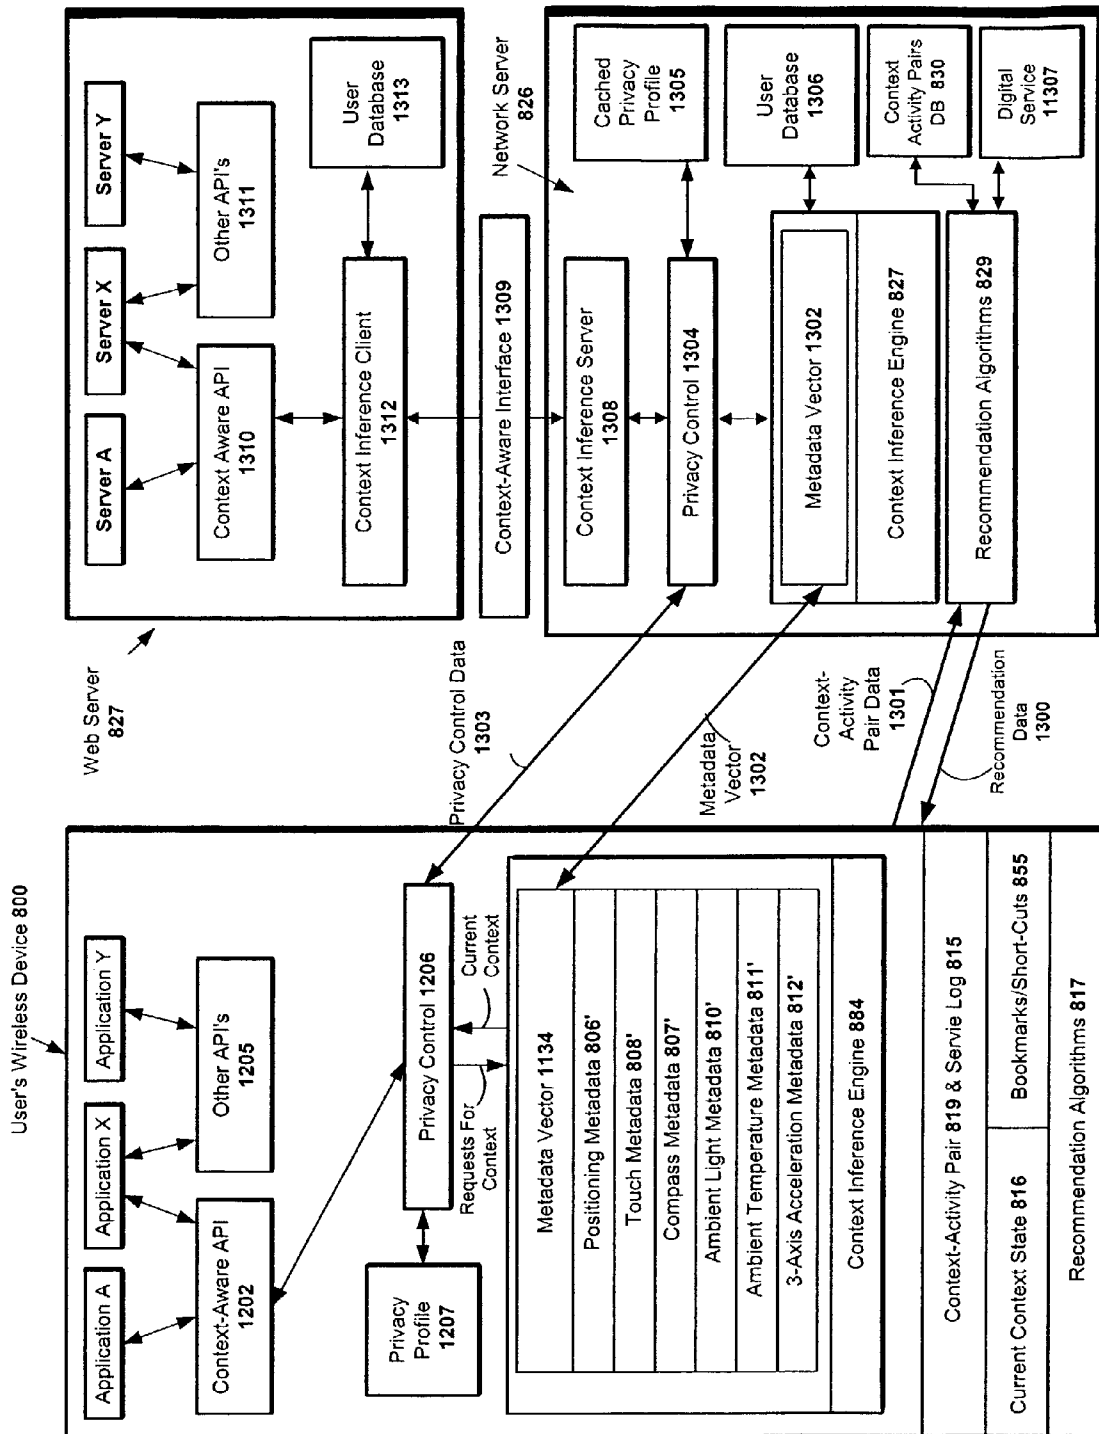 User's Wireless Device 800
Application A
Application X
Application Y
Context-Aware API
1202
Other API's
1205
Privacy
Profile
1207
Privacy Control 1206
Requests For
Context
Current
Context
Metadata Vector 1134
Positioning Metadata 806'
Touch Metadata 808'
Compass Metadata 807'
Ambient Light Metadata 810'
Ambient Temperature Metadata 811'
3-Axis Acceleration Metadata 812'
Context Inference Engine 884
Context-Activity Pair 819 & Servie Log 815
Current Context State 816
Bookmarks/Short-Cuts 855
Recommendation Algorithms 817
Privacy Control Data
1303
Metadata
Vector
1302
Context-
Activity
Pair Data
1301
Recommendation
Data
1300
Web Server
827
Server A
Server X
Server Y
Context Aware API
1310
Other API's
1311
Context Inference Client
1312
User
Database
1313
Context-Aware Interface 1309
Network Server
826
Context Inference Server
1308
Privacy Control 1304
Cached
Privacy
Profile
1305
Metadata Vector 1302
Context Inference Engine 827
User
Database
1306
Recommendation Algorithms 829
Context
Activity Pairs
DB 830
Digital
Service
11307